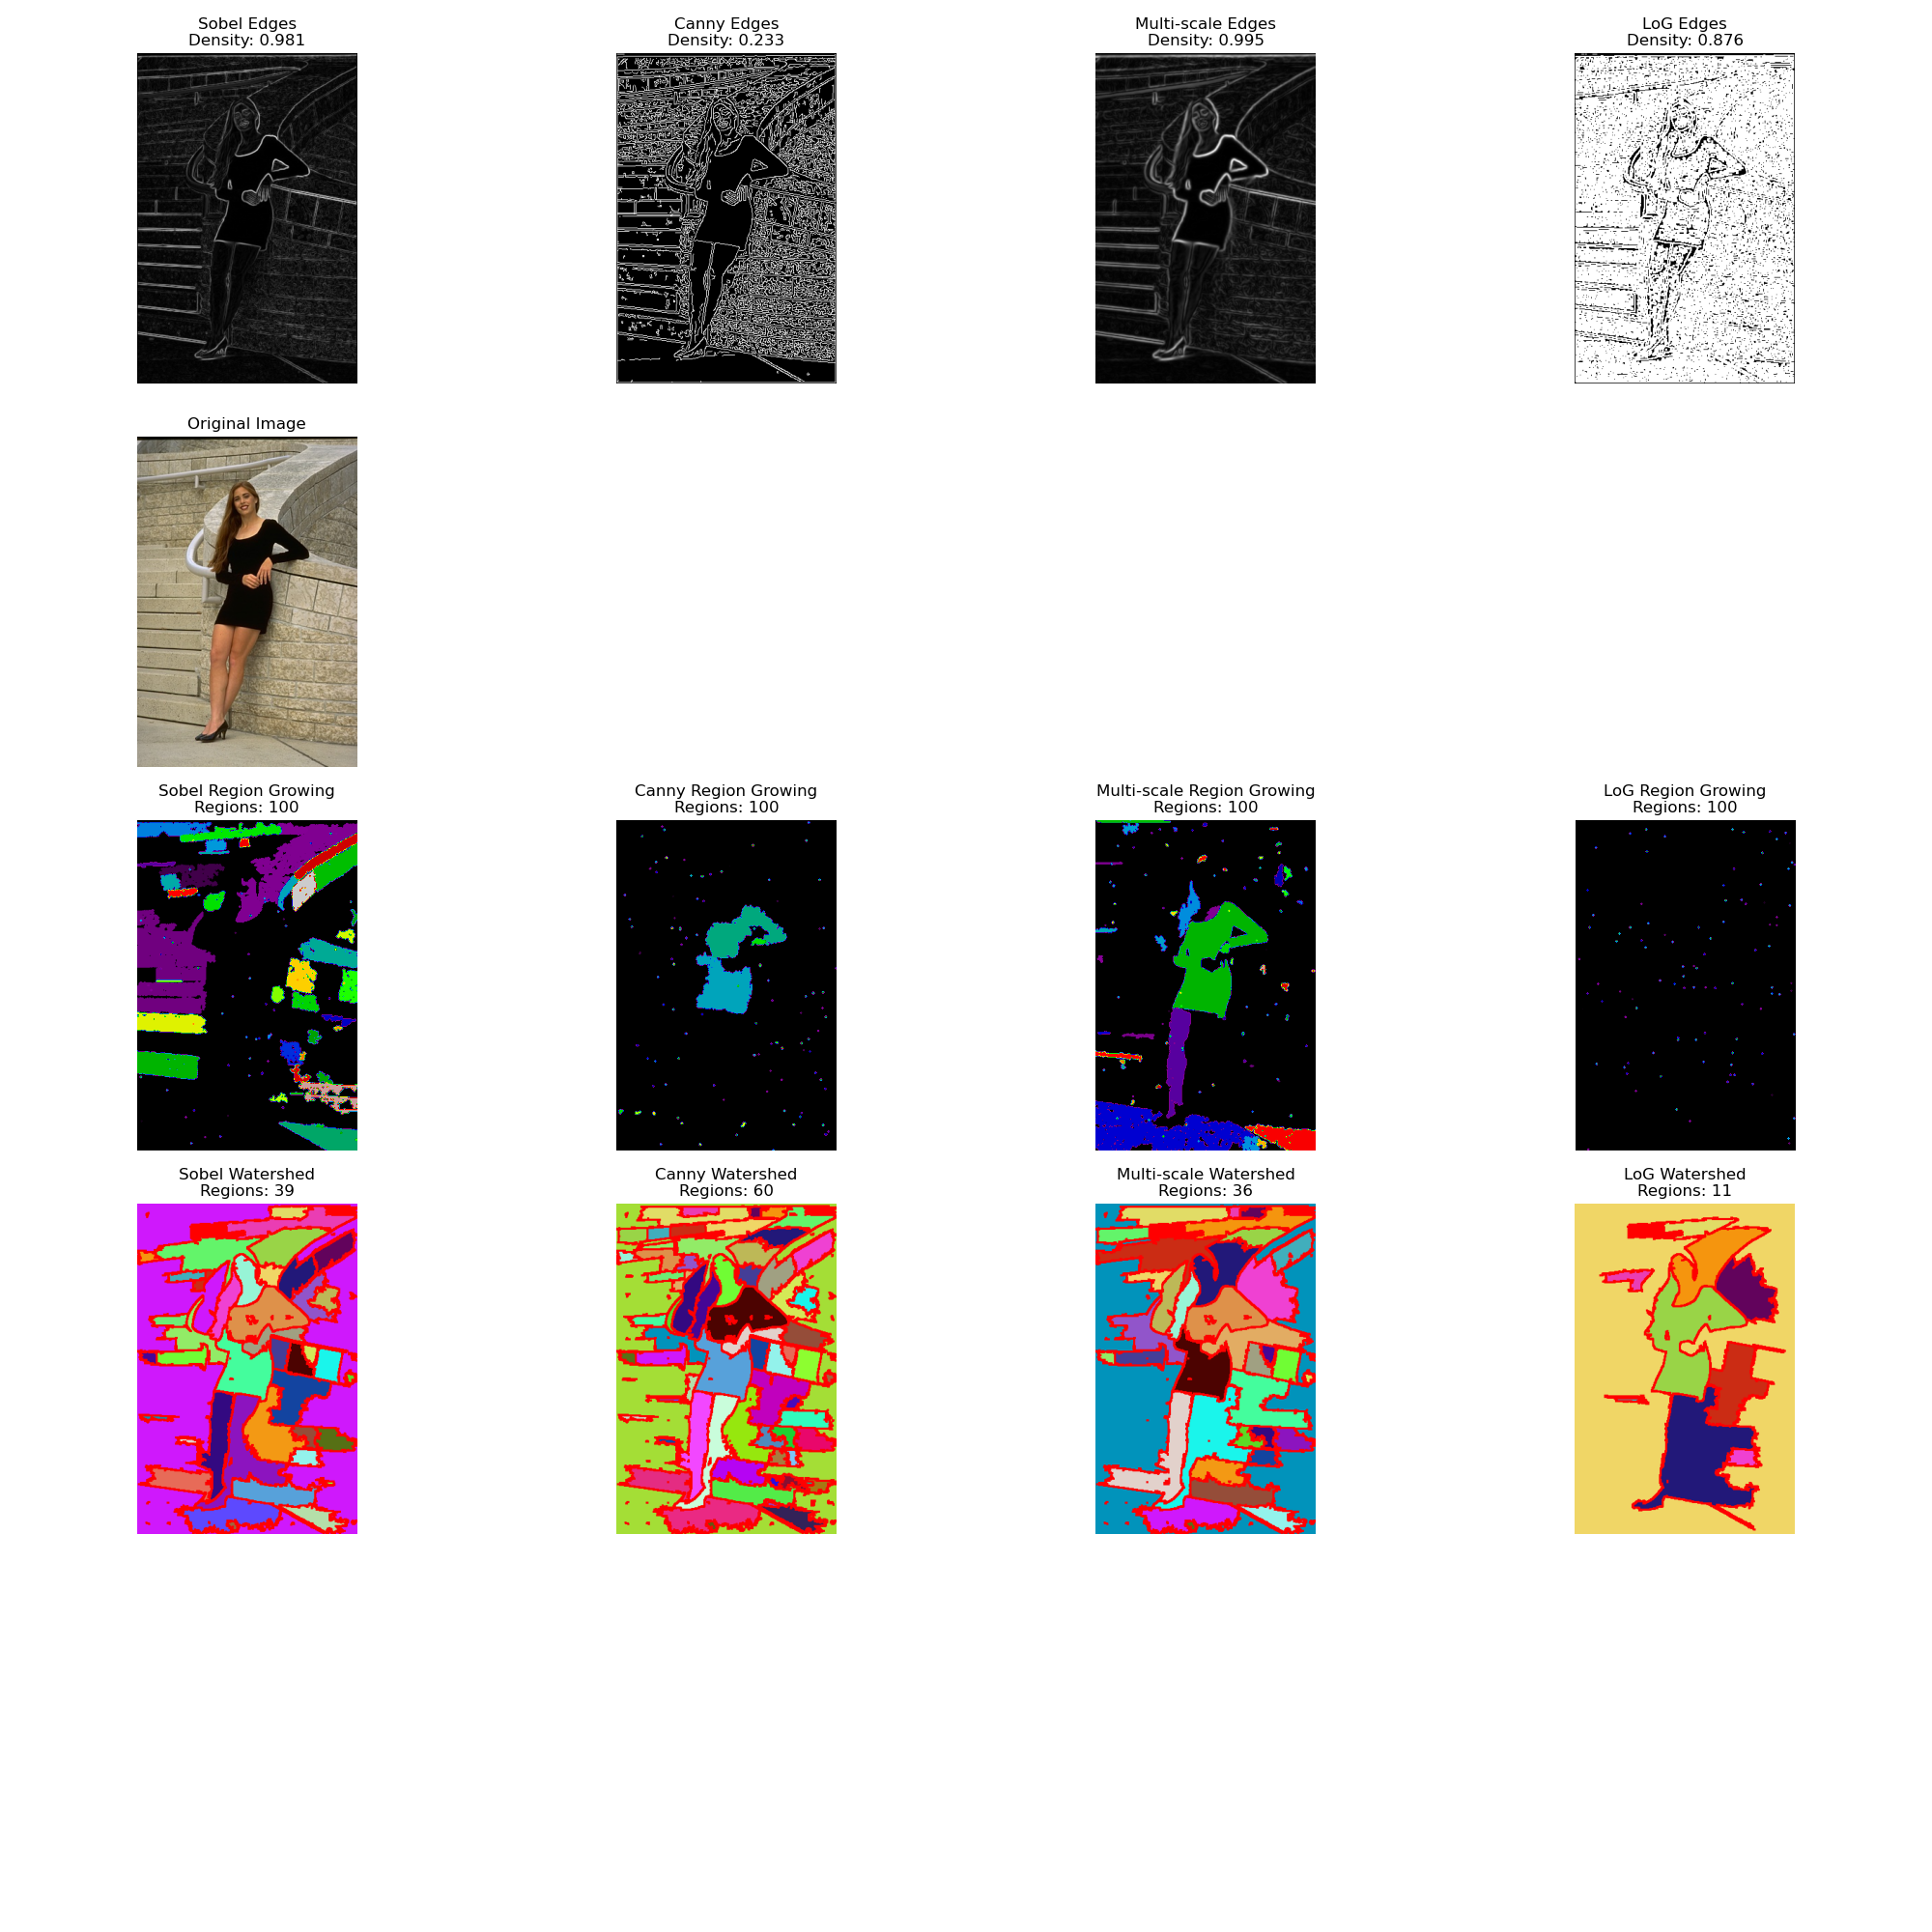 Sobel Edges
Density: 0.981
Canny Edges
Density: 0.233
Multi-scale Edges
Density: 0.995
LoG Edges
Density: 0.876
Original Image
Sobel Region Growing
Regions: 100
Canny Region Growing
Regions: 100
Multi-scale Region Growing
Regions: 100
LoG Region Growing
Regions: 100
Sobel Watershed
Regions: 39
Canny Watershed
Regions: 60
Multi-scale Watershed
Regions: 36
LoG Watershed
Regions: 11